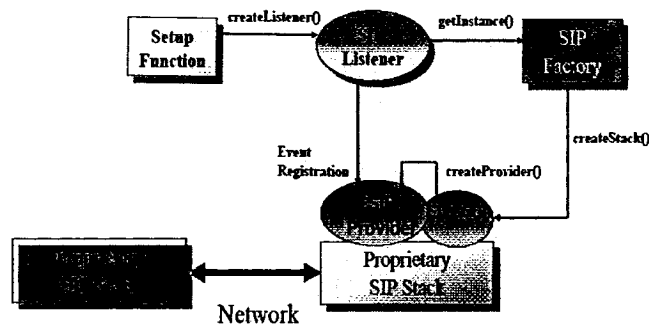 createListener()
getInstance()
Setup
Function
Listener
SIP
Factory
createStack()
Event
Registration
createProvider()
Provider
Proprietary
SIP Stack
Network